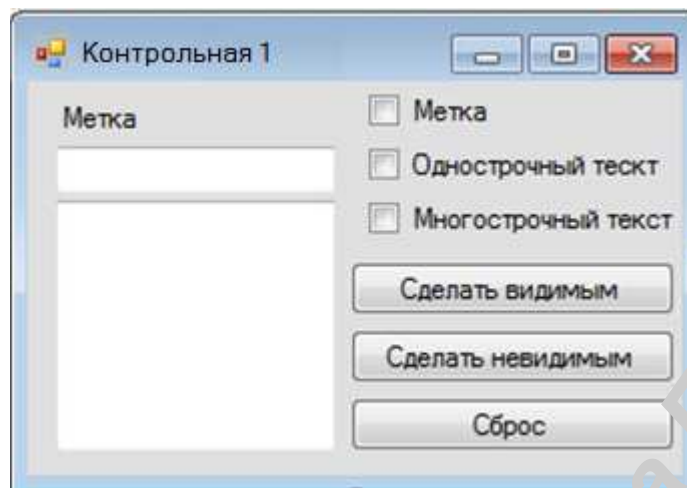 Контрольная 1
Метка
Метка
Однострочный тескт
Многострочный текст
Сделать видимым
Сделать невидимым
Сброс